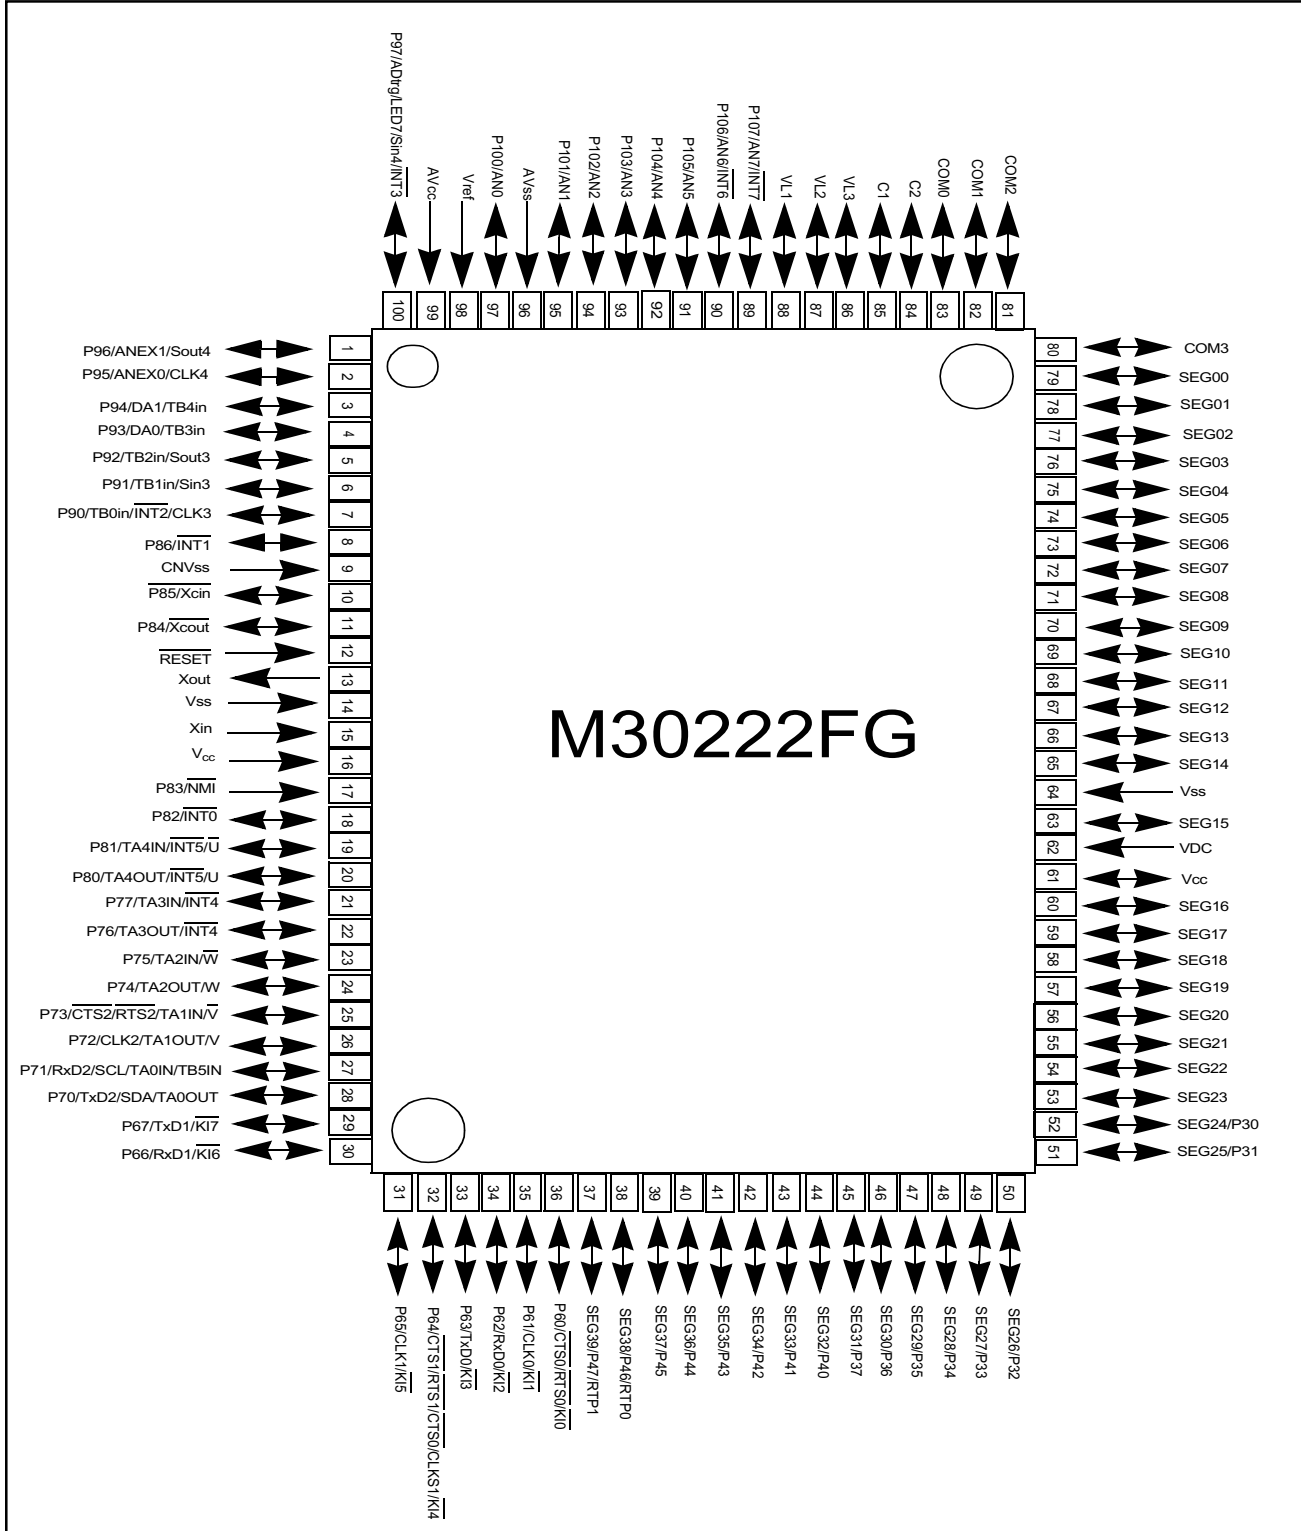 P97/ADtrg/LED7/Sin4/INT3
AVcc
Vref
P100/AN0
AVss
P101/AN1
P102/AN2
P103/AN3
P104/AN4
P105/AN5
P106/AN6/INT6
P107/AN7/INT7
VL1
VL2
VL3
C1
C2
COM0
COM1
COM2
100
99
98
97
96
95
94
93
92
91
90
89
88
87
86
85
84
83
82
81
P96/ANEX1/Sout4 1
P95/ANEX0/CLK4 2
P94/DA1/TB4in 3
P93/DA0/TB3in 4
P92/TB2in/Sout3 5
P91/TB1in/Sin3 6
P90/TB0in/INT2/CLK3 7
P86/INT1 8
CNVss 9
P85/Xcin 10
P84/Xcout 11
RESET 12
Xout 13
Vss 14
Xin 15
Vcc 16
P83/NMI 17
P82/INT0 18
P81/TA4IN/INT5/U 19
P80/TA4OUT/INT5/U 20
P77/TA3IN/INT4 21
P76/TA3OUT/INT4 22
P75/TA2IN/W 23
P74/TA2OUT/W 24
P73/CTS2/RTS2/TA1IN/V 25
P72/CLK2/TA1OUT/V 26
P71/RxD2/SCL/TA0IN/TB5IN 27
P70/TxD2/SDA/TA0OUT 28
P67/TxD1/KI7 29
P66/RxD1/KI6 30
M30222FG
80 COM3
79 SEG00
78 SEG01
77 SEG02
76 SEG03
75 SEG04
74 SEG05
73 SEG06
72 SEG07
71 SEG08
70 SEG09
69 SEG10
68 SEG11
67 SEG12
66 SEG13
65 SEG14
64 Vss
63 SEG15
62 VDC
61 Vcc
60 SEG16
59 SEG17
58 SEG18
57 SEG19
56 SEG20
55 SEG21
54 SEG22
53 SEG23
52 SEG24/P30
51 SEG25/P31
31
32
33
34
35
36
37
38
39
40
41
42
43
44
45
46
47
48
49
50
P65/CLK1/KI5
P64/CTS1/RTS1/CTS0/CLKS1/KI4
P63/TxD0/KI3
P62/RxD0/KI2
P61/CLK0/KI1
P60/CTS0/RTS0/KI0
SEG39/P47/RTP1
SEG38/P46/RTP0
SEG37/P45
SEG36/P44
SEG35/P43
SEG34/P42
SEG33/P41
SEG32/P40
SEG31/P37
SEG30/P36
SEG29/P35
SEG28/P34
SEG27/P33
SEG26/P32